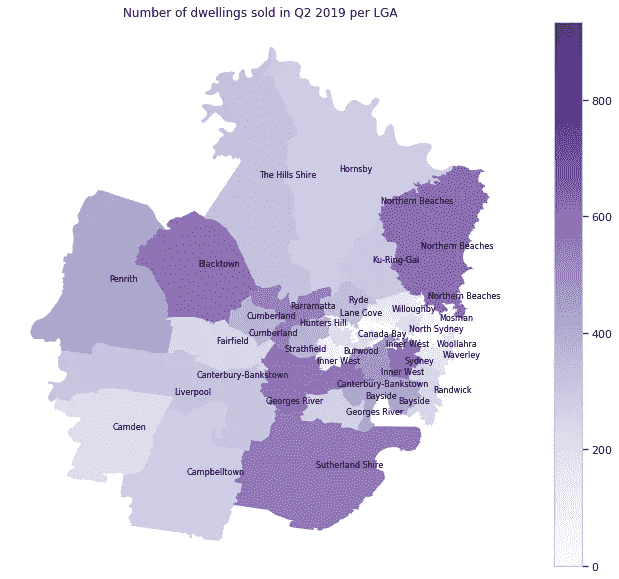 Number of dwellings sold in Q2 2019 per LGA
800
The Hills Shire
Hornsby
Northern Beaches
600
Northern Beaches
Ku-Ring-Gai
Blacktown
Penrith
Northern Beaches
Ryde
Parramatta
Willoughby
Lane Cove
Cumberland
Mosman
Hunters Hill
North Sydney
400
Cumberland
Canada Bay
Fairfield
Inner West
Woollahra
Strathfield
Burwood
Waverley
Inner West
Sydney
Inner West
Canterbury-Bankstown
Canterbury-Bankstown
Randwick
Liverpool
Bayside
Georges River
Bayside
Georges River
Camden
200
Sutherland Shire
Campbelltown
0